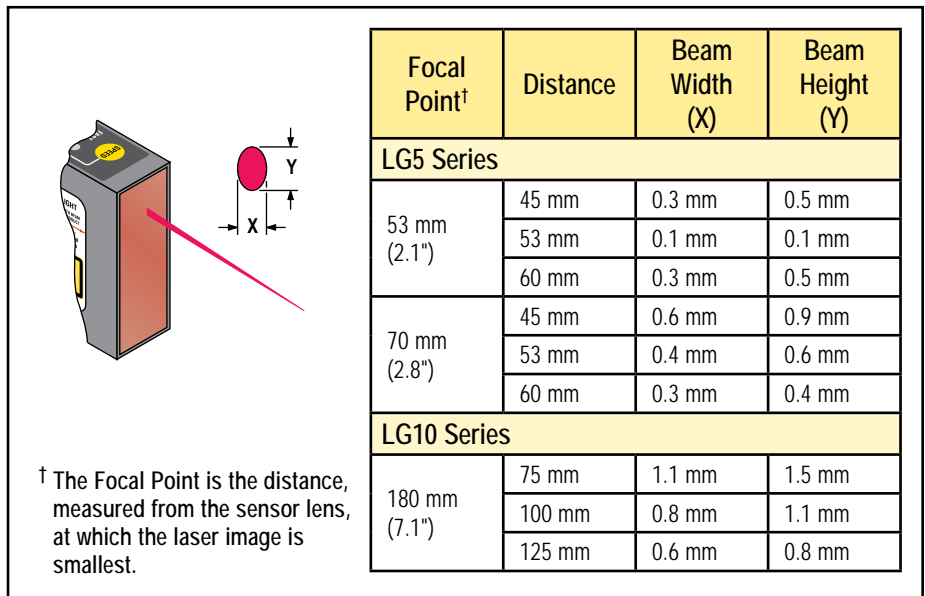 Focal Point† Distance Beam Width (X) Beam Height (Y)
LG5 Series
53 mm (2.1") 45 mm 0.3 mm 0.5 mm
53 mm 0.1 mm 0.1 mm
60 mm 0.3 mm 0.5 mm
70 mm (2.8") 45 mm 0.6 mm 0.9 mm
53 mm 0.4 mm 0.6 mm
60 mm 0.3 mm 0.4 mm
LG10 Series
180 mm (7.1") 75 mm 1.1 mm 1.5 mm
100 mm 0.8 mm 1.1 mm
125 mm 0.6 mm 0.8 mm
SPEED
Y
X
† The Focal Point is the distance,
measured from the sensor lens,
at which the laser image is
smallest.